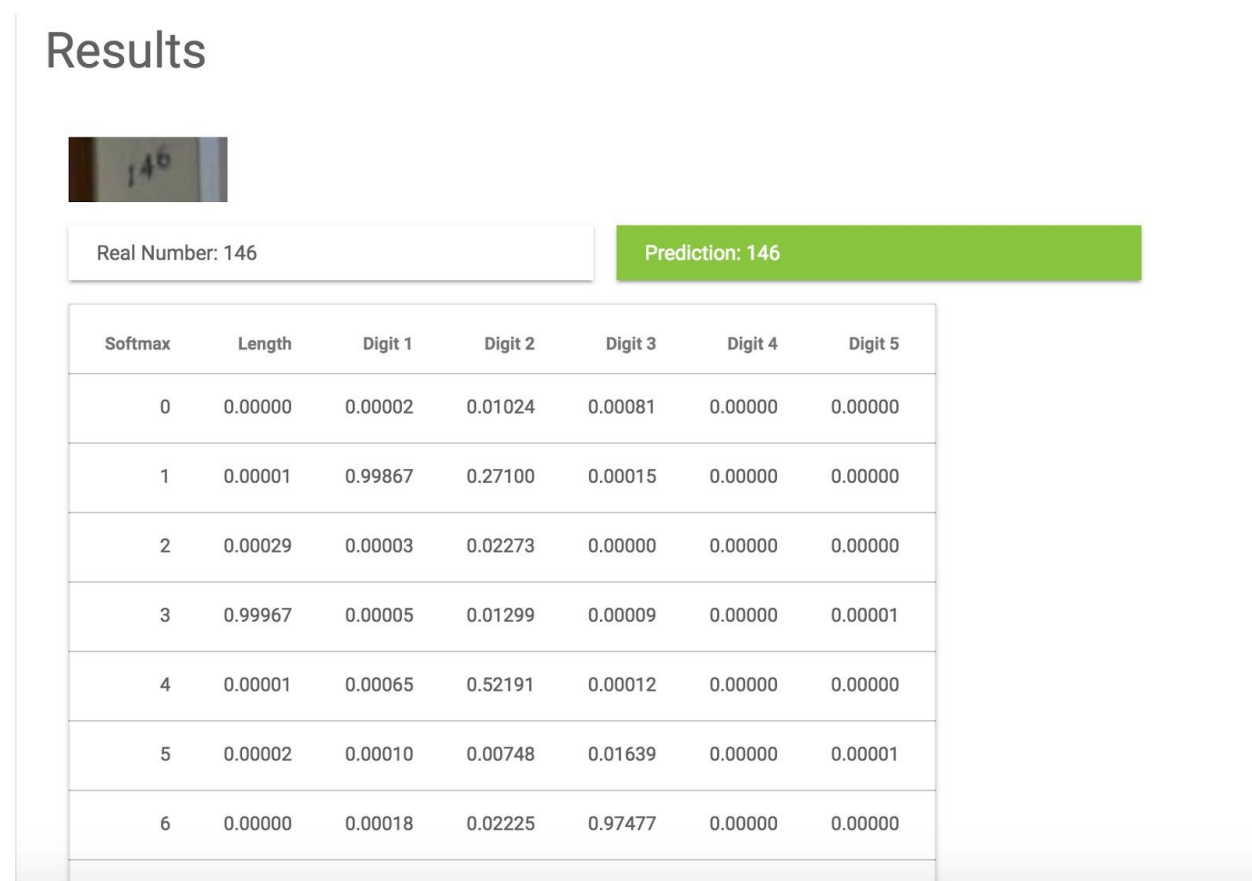 Results
146
Real Number: 146
Prediction: 146
Softmax Length Digit 1 Digit 2 Digit 3 Digit 4 Digit 5
0 0.00000 0.00002 0.01024 0.00081 0.00000 0.00000
1 0.00001 0.99867 0.27100 0.00015 0.00000 0.00000
2 0.00029 0.00003 0.02273 0.00000 0.00000 0.00000
3 0.99967 0.00005 0.01299 0.00009 0.00000 0.00001
4 0.00001 0.00065 0.52191 0.00012 0.00000 0.00000
5 0.00002 0.00010 0.00748 0.01639 0.00000 0.00001
6 0.00000 0.00018 0.02225 0.97477 0.00000 0.00000